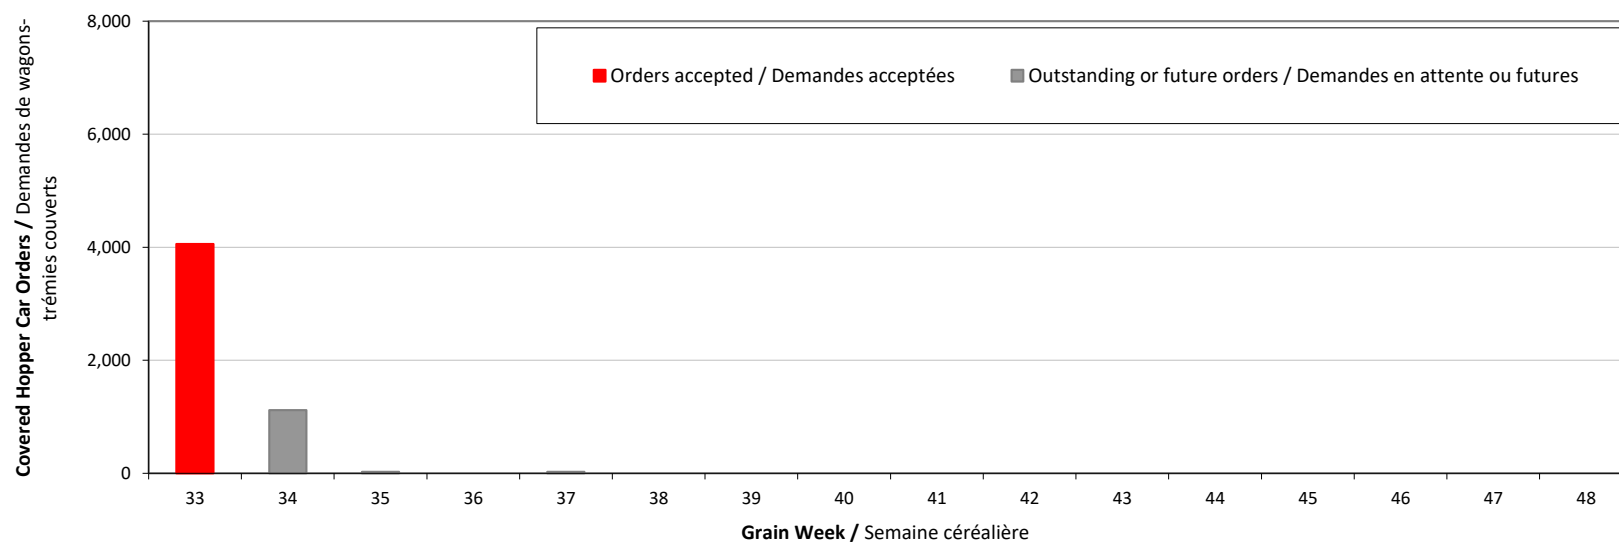 Covered Hopper Car Orders / Demandes de wagons-
trémies couverts
8,000
6,000
4,000
2,000
0
Orders accepted / Demandes acceptées
Outstanding or future orders / Demandes en attente ou futures
33 34 35 36 37 38 39 40 41 42 43 44 45 46 47 48
Grain Week / Semaine céréalière